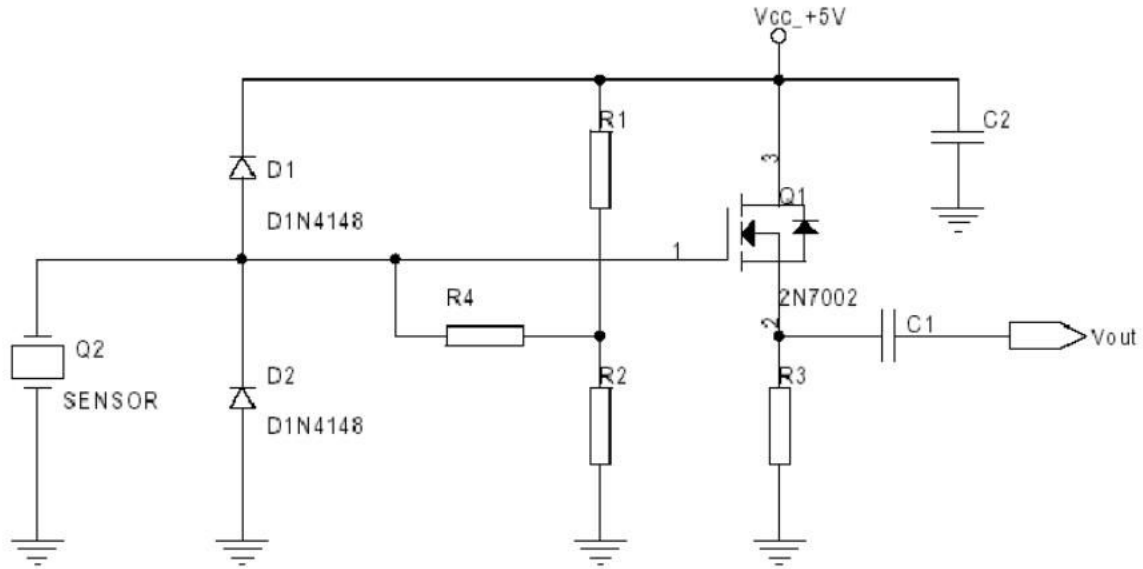 Vcc_+5V
R1
C2
3
D1
Q1
D1N4148
1
R4
2N7002
2
C1
Vout
Q2
D2
R2
R3
SENSOR
D1N4148